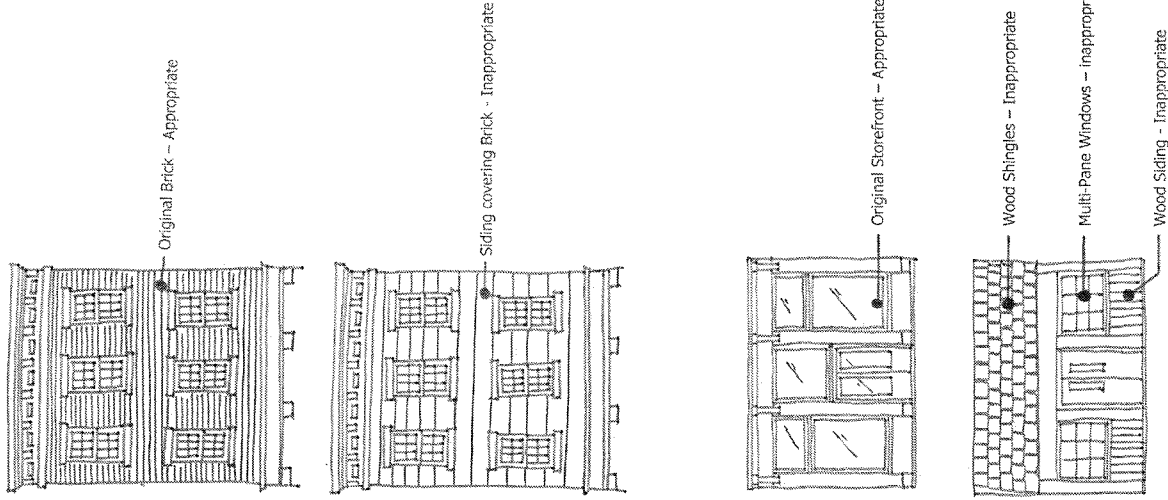 Original Brick – Appropriate
Siding covering Brick - Inappropriate
Original Storefront – Appropriate
Wood Shingles – Inappropriate
Multi-Pane Windows – inappropr
Wood Siding - Inappropriate